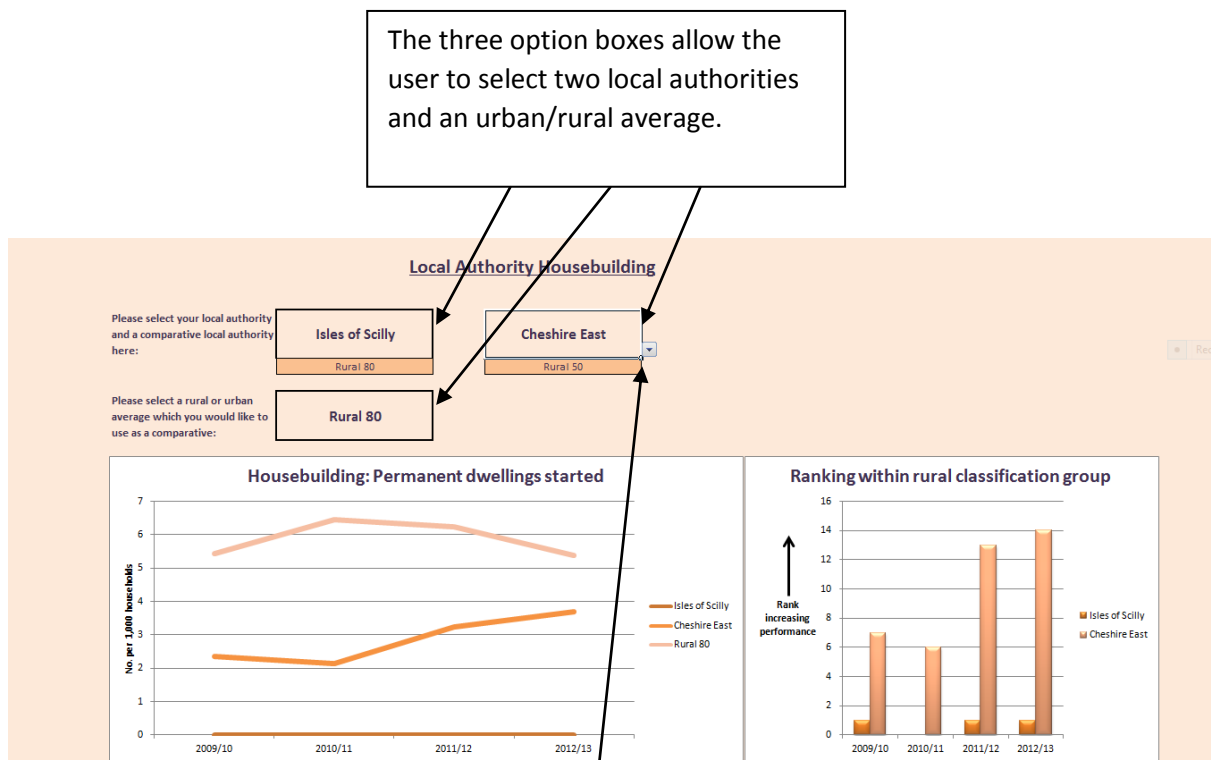 The three option boxes allow the
user to select two local authorities
and an urban/rural average.
Local Authority Housebuilding
Please select your local authority
and a comparative local authority
here:
Isles of Scilly
Rural 80
Cheshire East
Rural 50
Please select a rural or urban
average which you would like to
use as a comparative:
Rural 80
Housebuilding: Permanent dwellings started
No. per 1,000 households
7
6
5
4
3
2
1
0
2009/10 2010/11 2011/12 2012/13
Isles of Scilly
Cheshire East
Rural 80
Ranking within rural classification group
Rank
increasing
performance
16
14
12
10
8
6
4
2
0
2009/10 2010/11 2011/12 2012/13
Isles of Scilly
Cheshire East